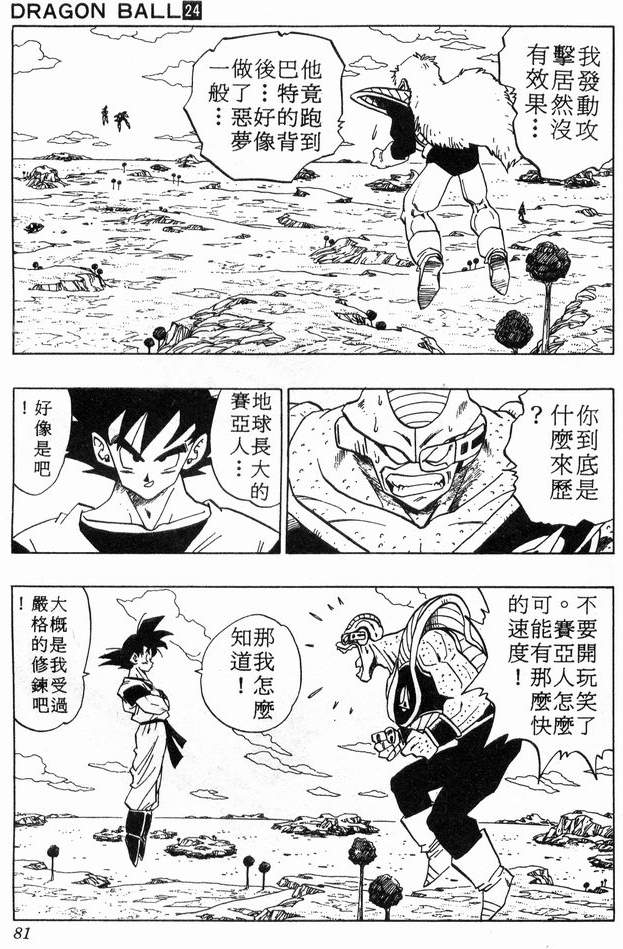 DRAGON BALL 24
我發動攻
擊居然沒
有效果…
他竟跑到
巴特的背
後…好像
做了惡夢
一般…
你到底是
什麼來歷
？
地球長大的
賽亞人…
好像是吧
！
不要開玩笑了
。賽亞人怎麼
可能有那麼快
的速度！
那我怎麼
知道！
大概是我受過
嚴格的修鍊吧
！
81